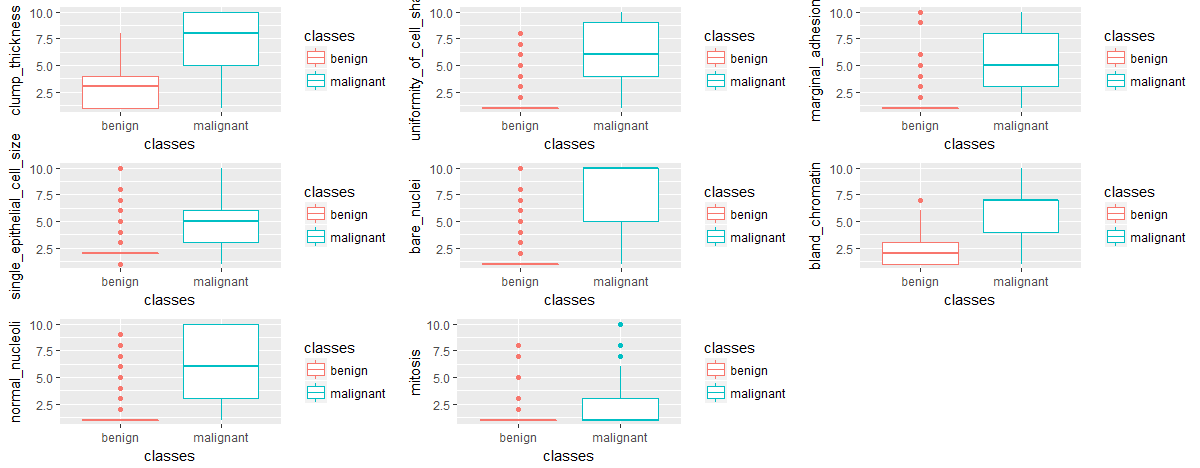 clump_thickness
10.0
7.5
5.0
2.5
benign
malignant
classes
classes
benign
malignant
uniformity_of_cell_sha
10.0
7.5
5.0
2.5
benign
malignant
classes
classes
benign
malignant
marginal_adhesion
10.0
7.5
5.0
2.5
benign
malignant
classes
classes
benign
malignant
single_epithelial_cell_size
10.0
7.5
5.0
2.5
benign
malignant
classes
classes
benign
malignant
bare_nuclei
10.0
7.5
5.0
2.5
benign
malignant
classes
classes
benign
malignant
bland_chromatin
10.0
7.5
5.0
2.5
benign
malignant
classes
classes
benign
malignant
normal_nucleoli
10.0
7.5
5.0
2.5
benign
malignant
classes
classes
benign
malignant
mitosis
10.0
7.5
5.0
2.5
benign
malignant
classes
classes
benign
malignant